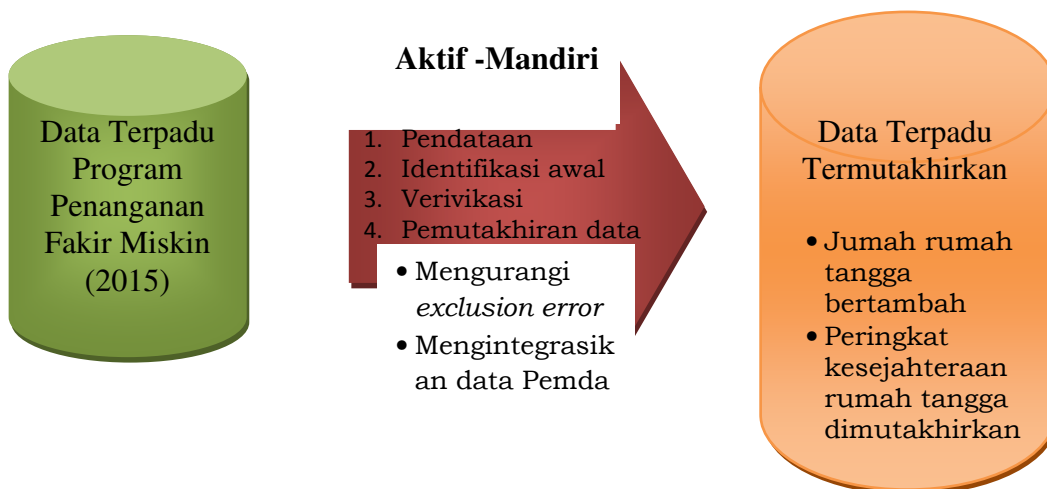 Data Terpadu
Program
Penanganan
Fakir Miskin
(2015)
Aktif -Mandiri
1. Pendataan
2. Identifikasi awal
3. Verivikasi
4. Pemutakhiran data
• Mengurangi
exclusion error
• Mengintegrasik
an data Pemda
Data Terpadu
Termutakhirkan
• Jumah rumah
tangga
bertambah
• Peringkat
kesejahteraan
rumah tangga
dimutakhirkan